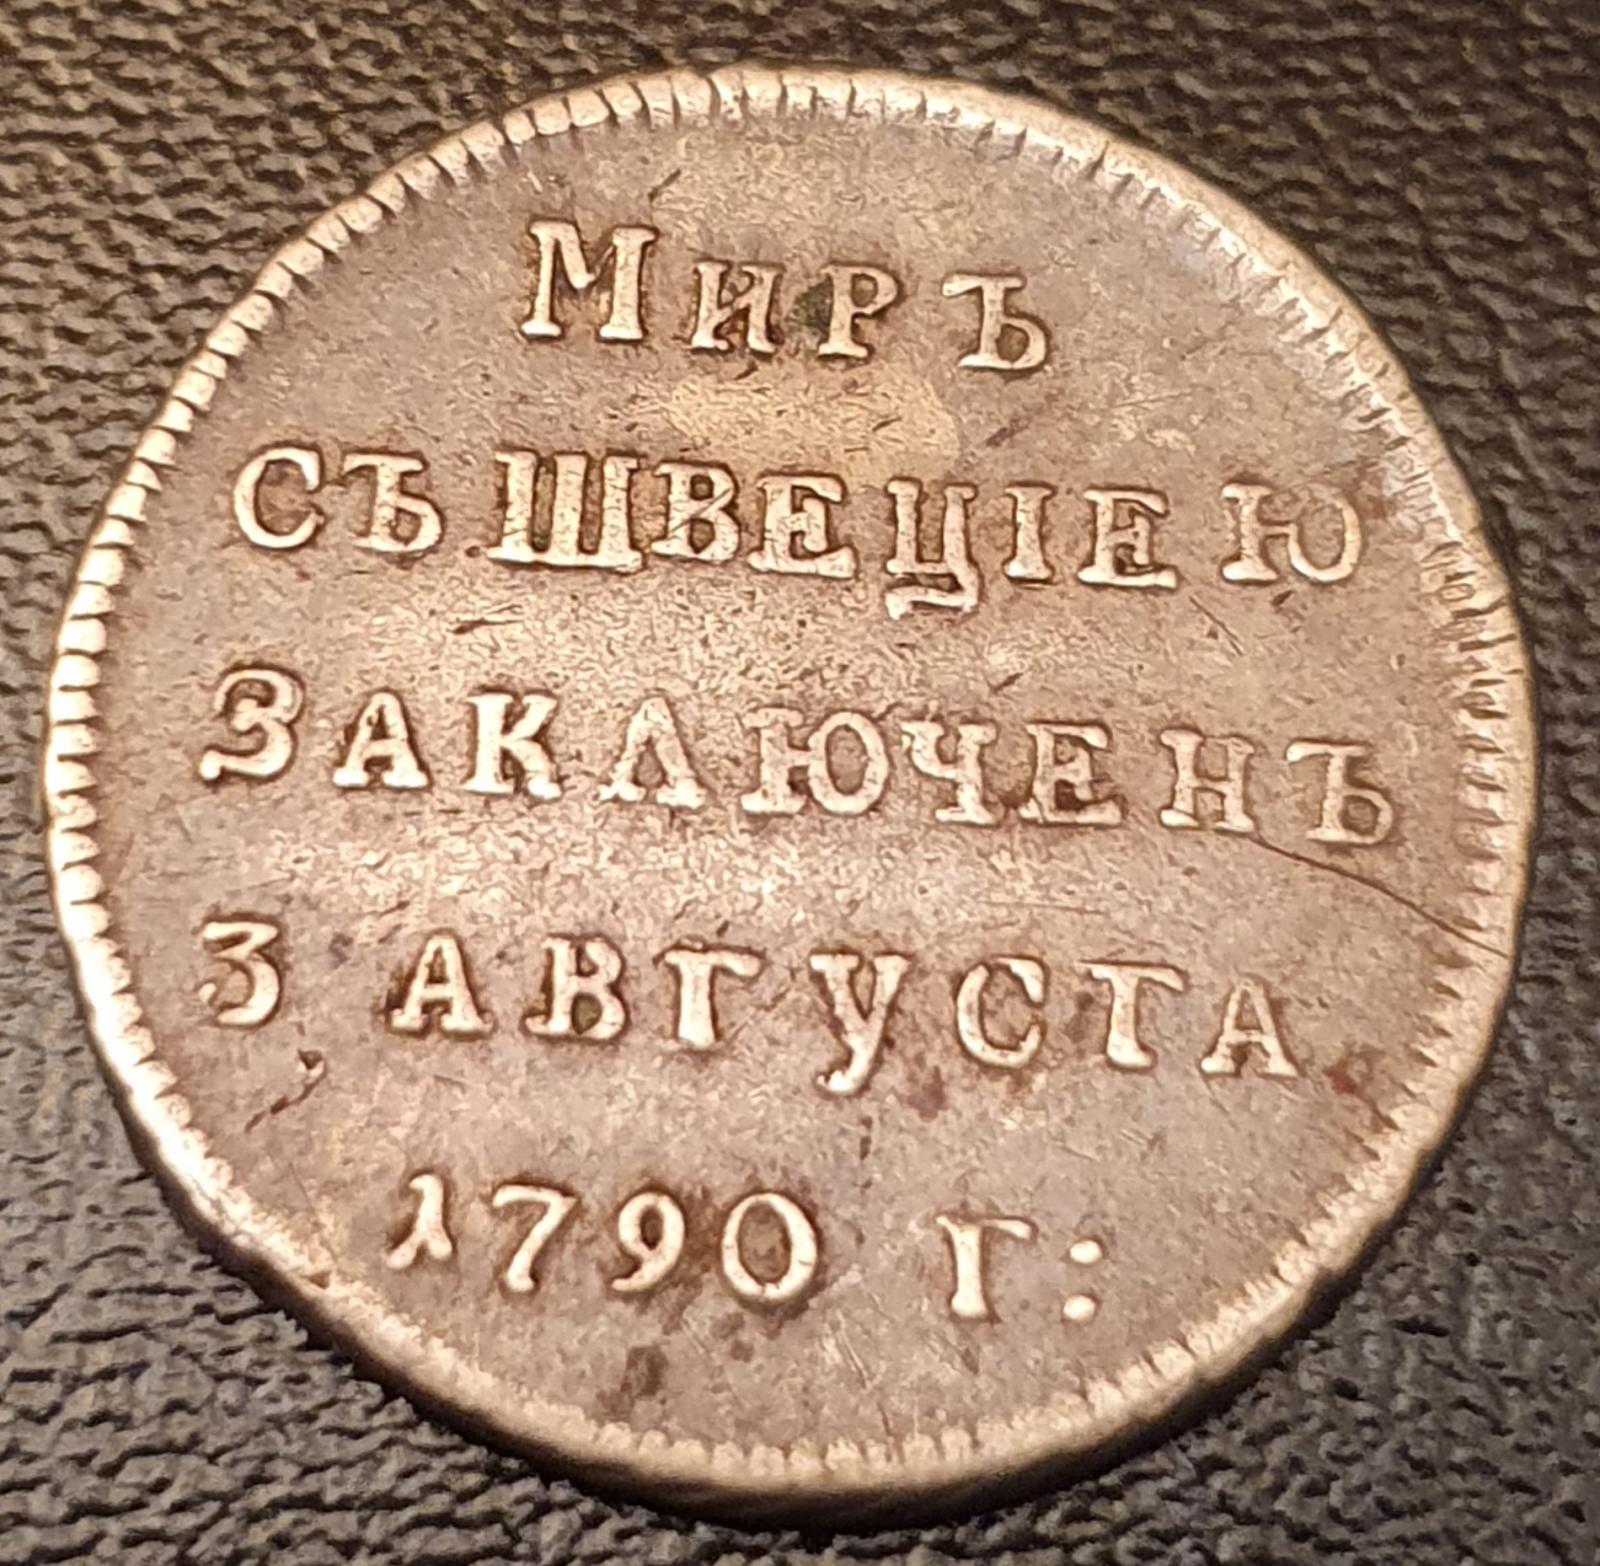 Миръ
съ Швеціею
заключенъ
3 августа
1790 г: